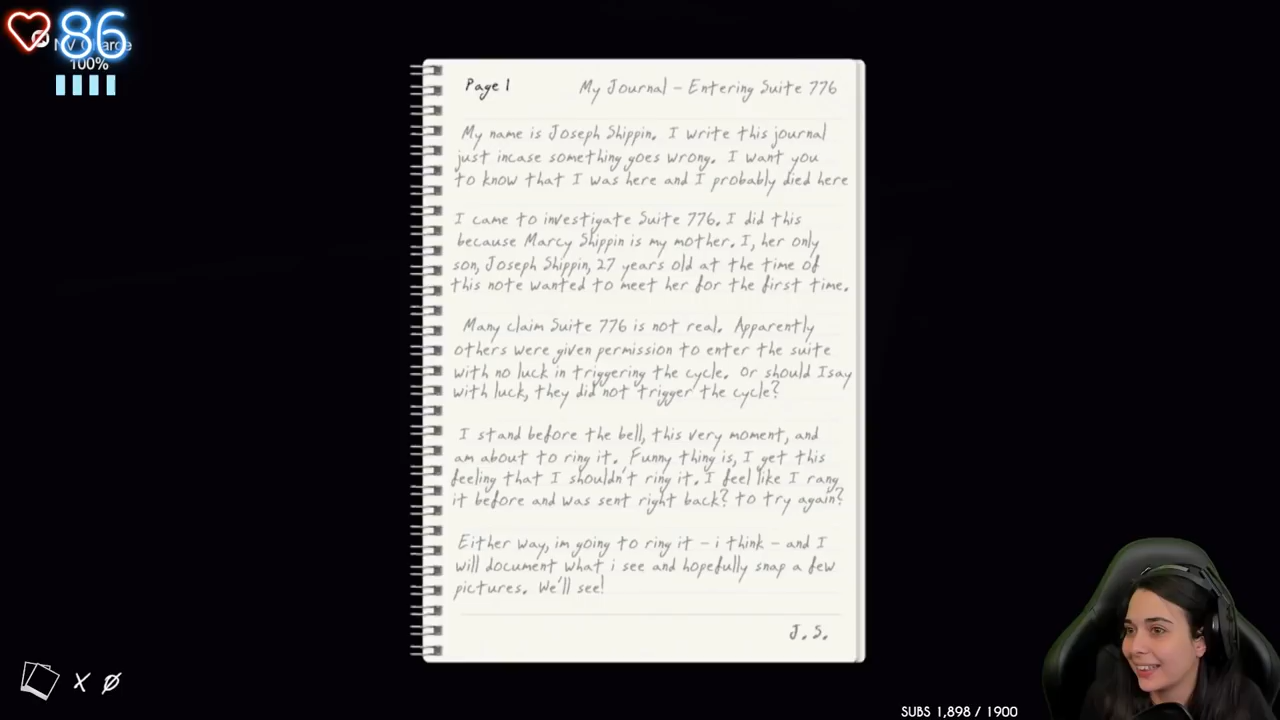 86
NV Charge
100%
Page 1
My Journal - Entering Suite 776
My name is Joseph Shippin. I write this journal
just incase something goes wrong. I want you
to know that I was here and I probably died here
I came to investigate Suite 776. I did this
because Marcy Shippin is my mother. I, her only
son, Joseph Shippin, 27 years old at the time of
this note wanted to meet her for the first time.
Many claim Suite 776 is not real. Apparently
others were given permission to enter the suite
with no luck in triggering the cycle. Or should I say
with luck, they did not trigger the cycle?
I stand before the bell, this very moment, and
am about to ring it. Funny thing is, I get this
feeling that I shouldn't ring it. I feel like I rang
it before and was sent right back? to try again?
Either way, im going to ring it - i think - and I
will document what i see and hopefully snap a few
pictures. We'll see!
J. S.
X Ø
SUBS 1,898 / 1900